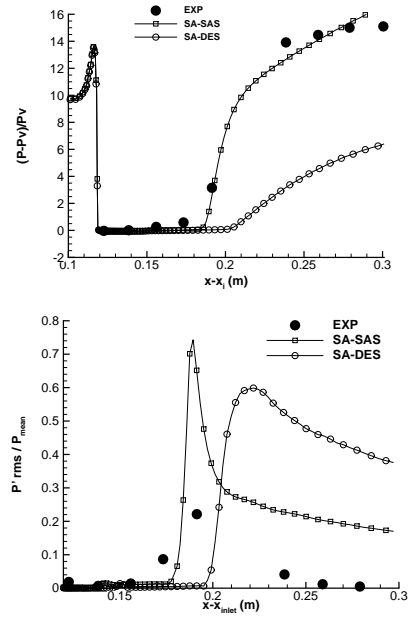 EXP
SA-SAS
SA-DES
16
14
12
10
8
6
4
2
0
-2
(P-Pv)/Pv
0.1 0.15 0.2 0.25 0.3
x-xi (m)
EXP
SA-SAS
SA-DES
0.8
0.7
0.6
0.5
0.4
0.3
0.2
0.1
0
P' rms / Pmean
0.15 0.2 0.25 0.3
x-xinlet (m)